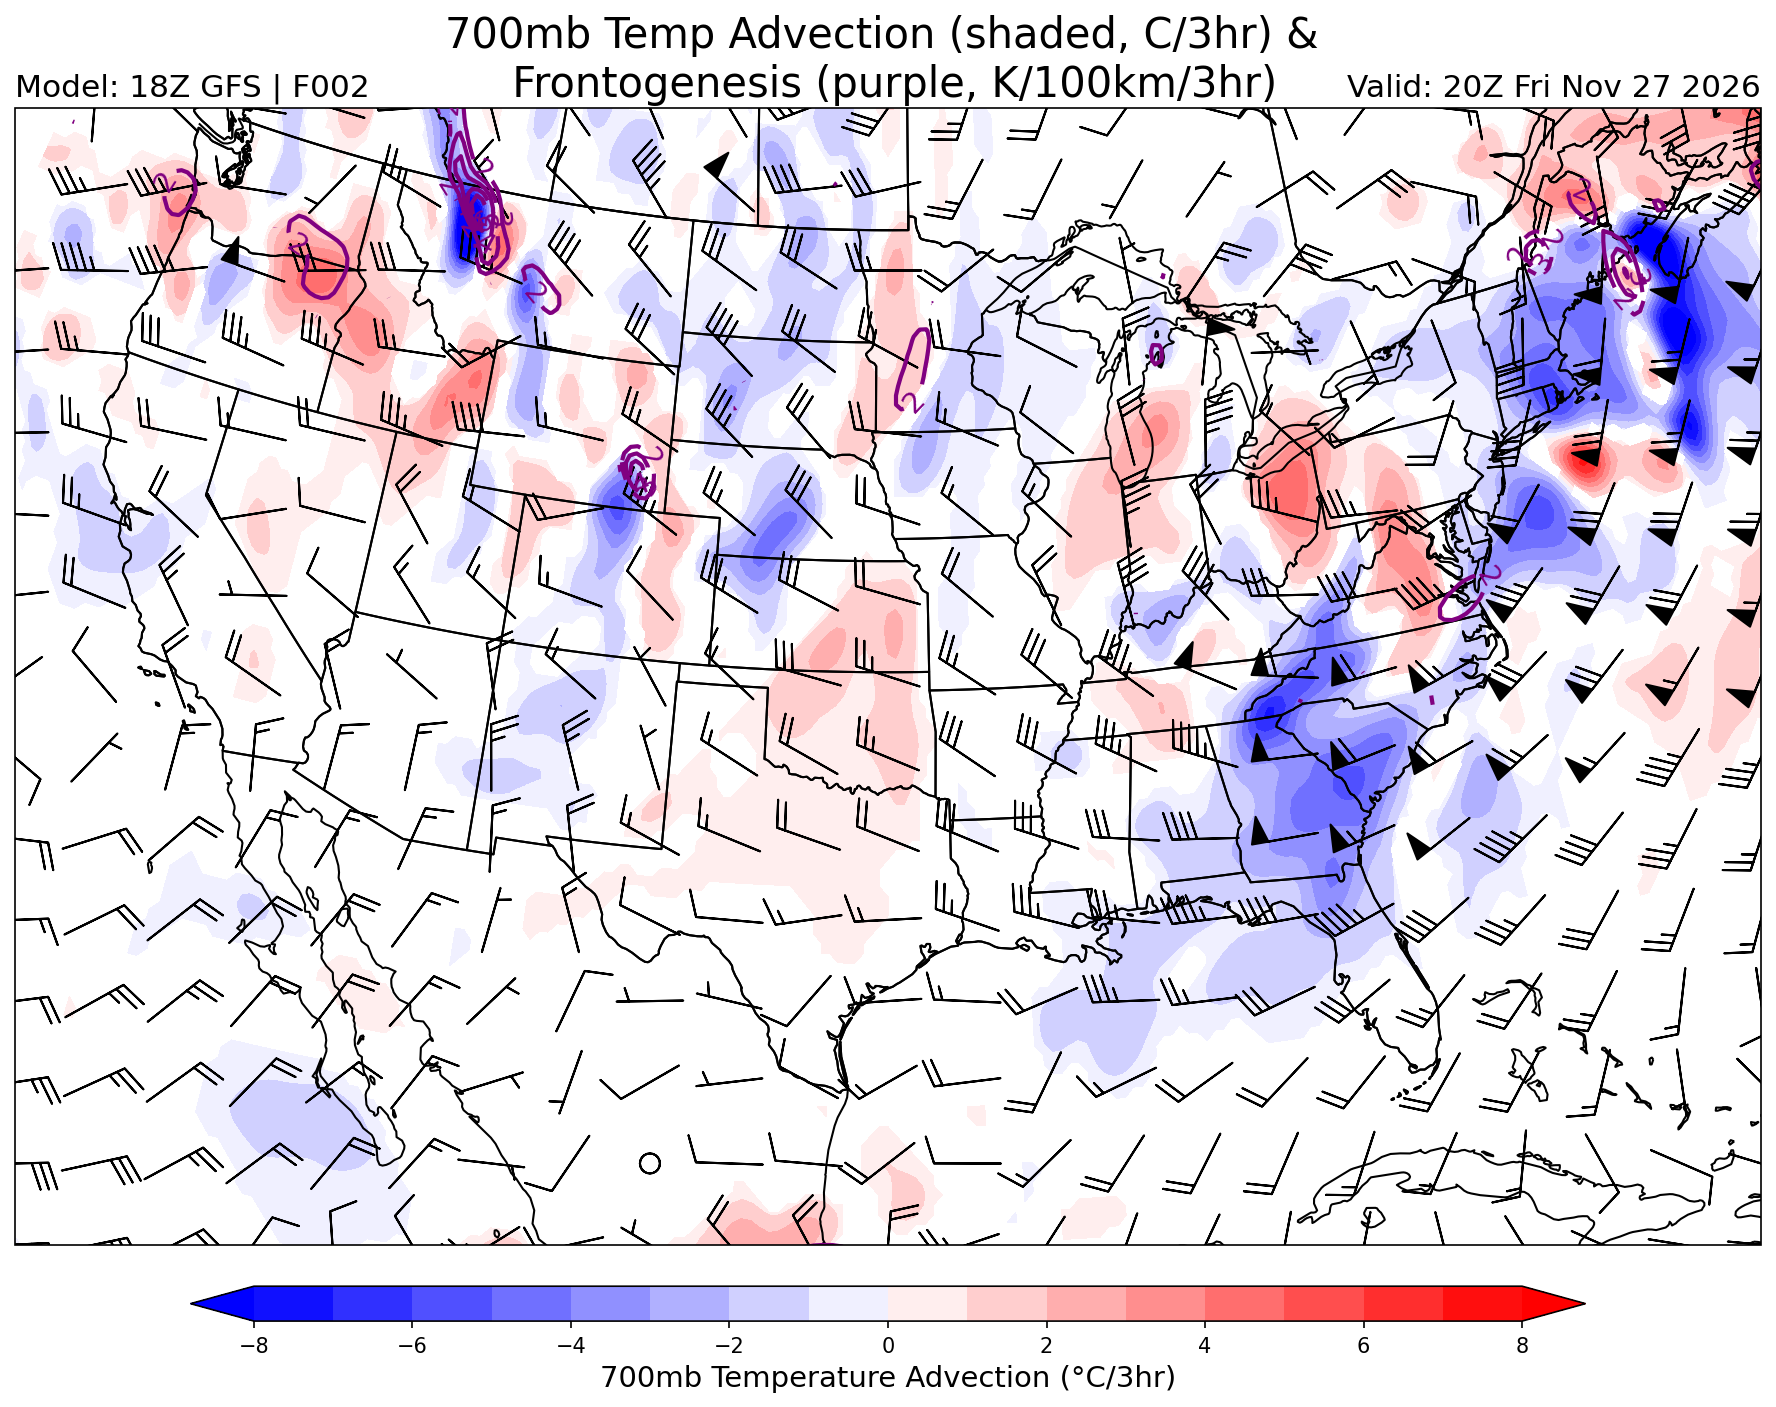 700mb Temp Advection (shaded, C/3hr) &
Model: 18Z GFS | F002
Frontogenesis (purple, K/100km/3hr)
Valid: 20Z Fri Nov 27 2026
−8 −6 −4 −2 0 2 4 6 8
700mb Temperature Advection (°C/3hr)